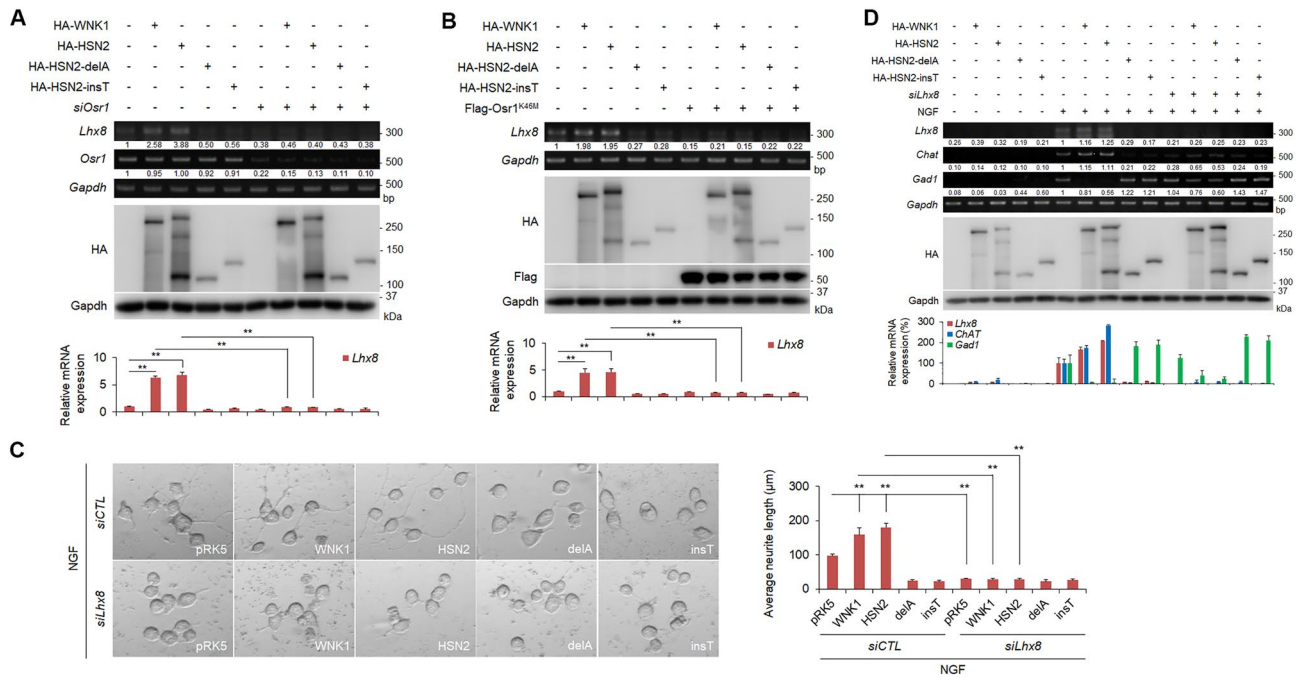 A
HA-WNK1 - + - - - - + - - -
HA-HSN2 - - + - - - - + - -
HA-HSN2-delA - - - + - - - - + -
HA-HSN2-insT - - - - + - - - - +
siOsr1 - - - - - + + + + +
Lhx8 300
1 2.58 3.88 0.50 0.56 0.38 0.46 0.40 0.43 0.38
Osr1 500
1 0.95 1.00 0.92 0.91 0.22 0.15 0.13 0.11 0.10
Gapdh 500
bp
250
HA 150
100
Gapdh 37
kDa
** **
** **
Relative mRNA expression
10
5
0
Lhx8
B
HA-WNK1 - + - - - - + - - -
HA-HSN2 - - + - - - - + - -
HA-HSN2-delA - - - + - - - - + -
HA-HSN2-insT - - - - + - - - - +
Flag-Osr1K46M - - - - - + + + + +
Lhx8 300
1 1.98 1.95 0.27 0.28 0.15 0.21 0.15 0.22 0.22
Gapdh 500
bp
250
HA 150
100
Flag 50
Gapdh 37
kDa
** **
** **
Relative mRNA expression
10
5
0
Lhx8
C
NGF
siCTL
pRK5 WNK1 HSN2 delA insT
siLhx8
pRK5 WNK1 HSN2 delA insT
Average neurite length (μm)
300
200
100
0
** ** ** ** **
pRK5 WNK1 HSN2 delA insT pRK5 WNK1 HSN2 delA insT
siCTL siLhx8
NGF
D
HA-WNK1 - + - - - - + - - - - + - - -
HA-HSN2 - - + - - - - + - - - - + - -
HA-HSN2-delA - - - + - - - - + - - - - + -
HA-HSN2-insT - - - - + - - - - + - - - - +
siLhx8 - - - - - - - - - - + + + + +
NGF - - - - - + + + + + + + + + +
Lhx8 300
0.26 0.39 0.32 0.19 0.21 1 1.16 1.25 0.29 0.17 0.21 0.26 0.25 0.23 0.23
Chat 500
0.10 0.10 0.14 0.10 0.10 1 1.15 1.11 0.21 0.22 0.28 0.65 0.53 0.24 0.19
Gad1 500
0.08 0.06 0.03 0.44 0.60 1 0.81 0.56 1.22 1.21 1.04 0.76 0.60 1.43 1.47
Gapdh 500
bp
250
HA 150
100
Gapdh 37
kDa
Relative mRNA expression (%)
300
200
100
0
Lhx8
ChAT
Gad1